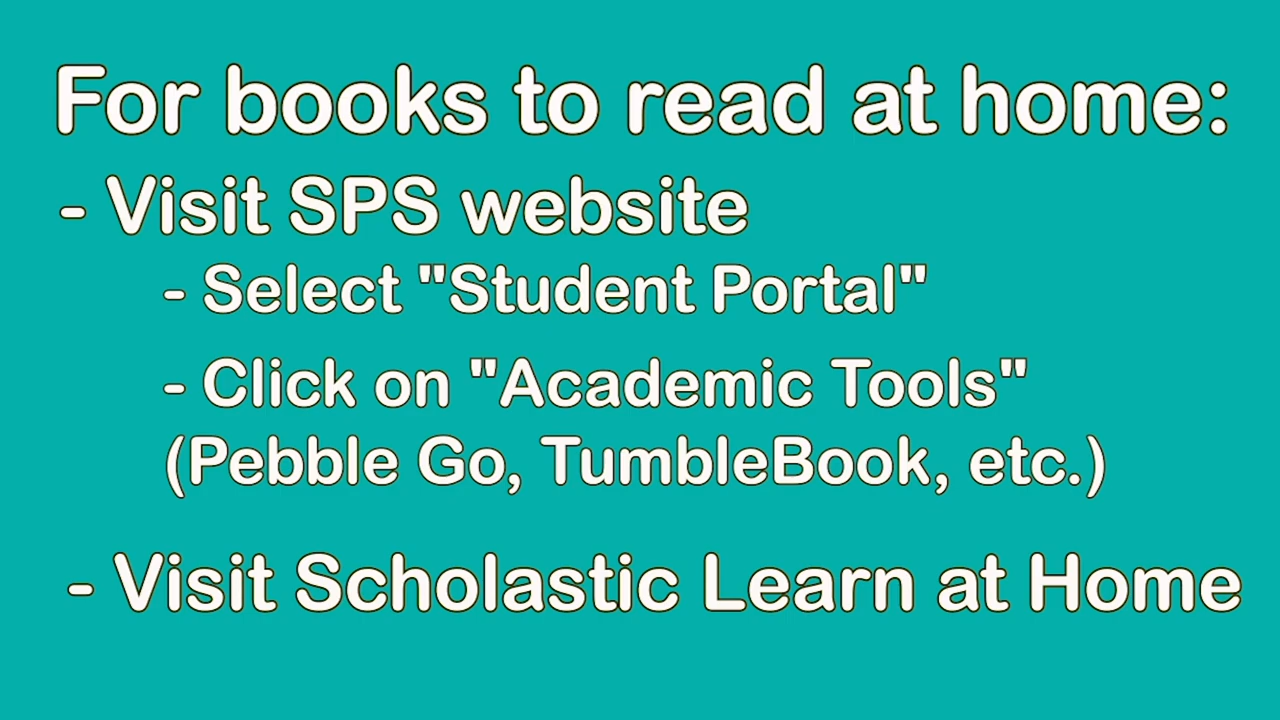 For books to read at home:
- Visit SPS website
- Select "Student Portal"
- Click on "Academic Tools"
(Pebble Go, TumbleBook, etc.)
- Visit Scholastic Learn at Home